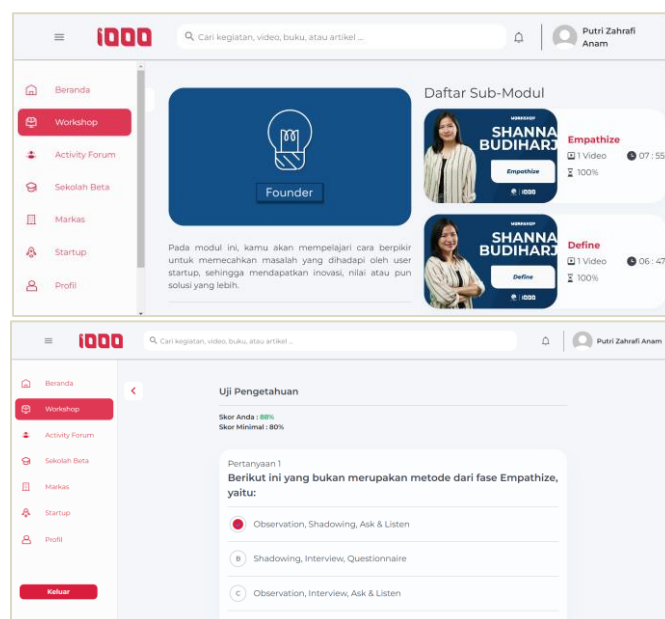 i000
Cari kegiatan, video, buku, atau artikel ...
Putri Zahrafi
Anam
Beranda
Workshop
Activity Forum
Sekolah Beta
Markas
Startup
Profil
Founder
Pada modul ini, kamu akan mempelajari cara berpikir
untuk memecahkan masalah yang dihadapi oleh user
startup, sehingga mendapatkan inovasi, nilai atau pun
solusi yang lebih.
Daftar Sub-Modul
WORKSHOP
SHANNA
BUDIHARJ
Empathize
i000
Empathize
1 Video
07 : 55
100%
WORKSHOP
SHANNA
BUDIHARJ
Define
i000
Define
1 Video
06 : 47
100%
i000
Cari kegiatan, video, buku, atau artikel ...
Putri Zahrafi Anam
Beranda
Workshop
Activity Forum
Sekolah Beta
Markas
Startup
Profil
Keluar
Uji Pengetahuan
Skor Anda : 88%
Skor Minimal : 80%
Pertanyaan 1
Berikut ini yang bukan merupakan metode dari fase Empathize,
yaitu:
Observation, Shadowing, Ask & Listen
B Shadowing, Interview, Questionnaire
C Observation, Interview, Ask & Listen